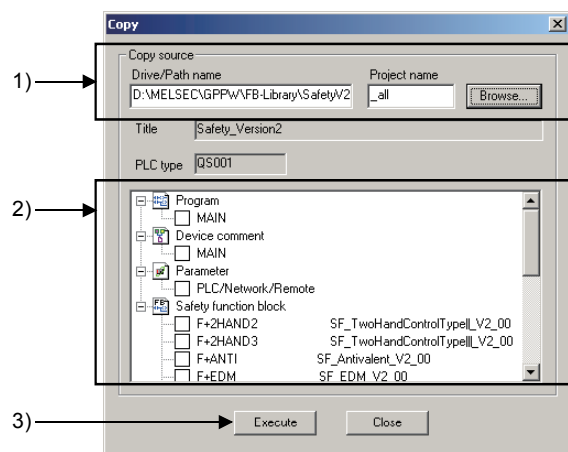 Copy
Copy source
1)
Drive/Path name Project name
D:\MELSEC\GPPW\FB-Library\SafetyV2 _all Browse...
Title Safety_Version2
PLC type QS001
2)
Program
MAIN
Device comment
MAIN
Parameter
PLC/Network/Remote
Safety function block
F+2HAND2 SF_TwoHandControlTypeII_V2_00
F+2HAND3 SF_TwoHandControlTypeIII_V2_00
F+ANTI SF_Antivalent_V2_00
F+EDM SF_EDM_V2_00
3)
Execute Close